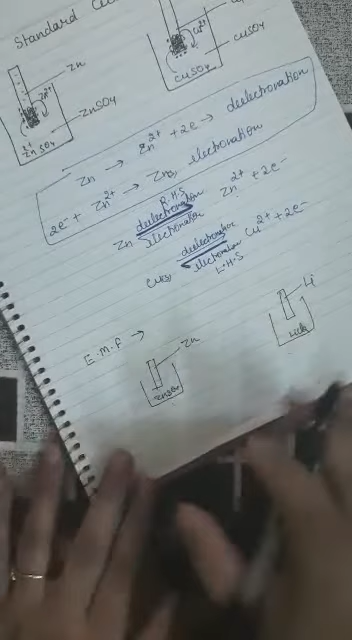 Standard
Zn
Zn²⁺
ZnSO4
Zn²⁺
ZnSO4
Cu²⁺
CuSO4
CuSO4
Zn → Zn²⁺ + 2e⁻ → deelectronation
2e⁻ + Zn²⁺ → Zn(s) electronation
R.H.S
Zn deelectronation Zn²⁺ + 2e⁻
electronation
Cu(s) deelectronation Cu²⁺ + 2e⁻
electronation
L.H.S
E.M.F →
Zn
ZnSO4
Li